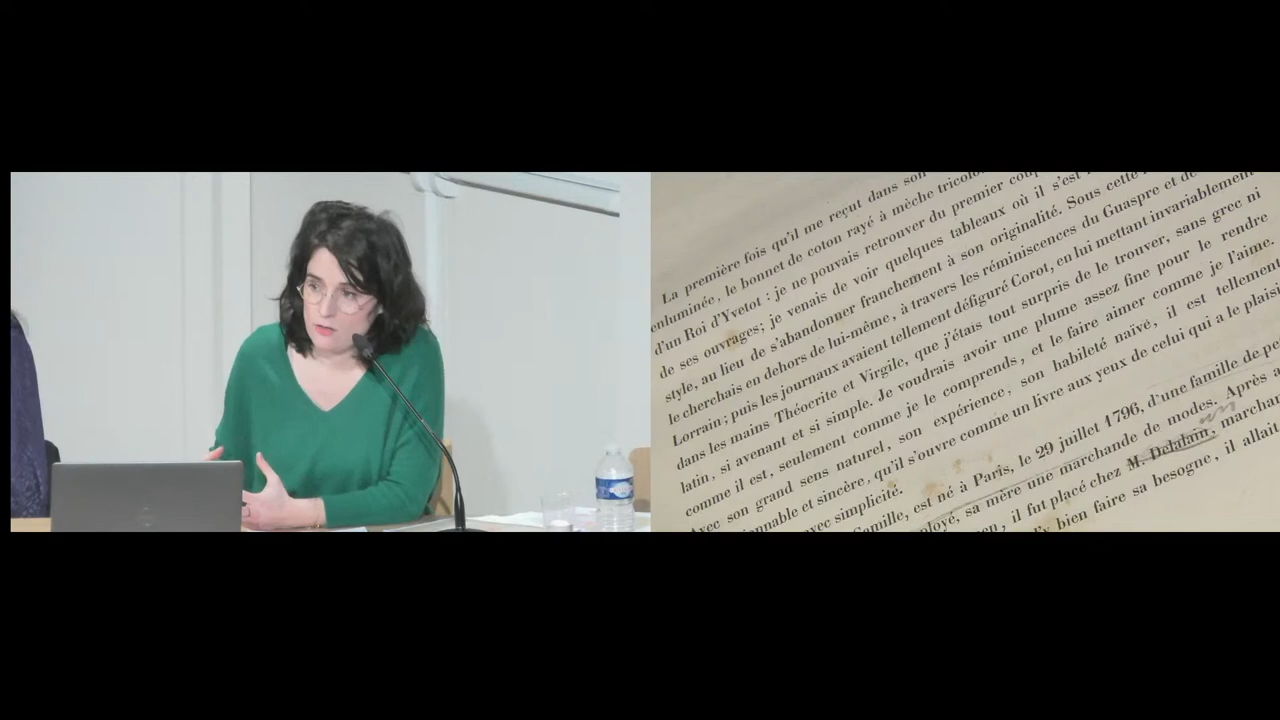 La première fois qu'il me reçut dans son
enluminée, le bonnet de coton rayé à mèche tricolo
d'un Roi d'Yvetot : je ne pouvais retrouver du premier coup
de ses ouvrages; je venais de voir quelques tableaux où il s'est
style, au lieu de s'abandonner franchement à son originalité. Sous cette
le cherchais en dehors de lui-même, à travers les réminiscences du Guaspre et de
Lorrain; puis les journaux avaient tellement défiguré Corot, en lui mettant invariablement
dans les mains Théocrite et Virgile, que j'étais tout surpris de le trouver, sans grec ni
latin, si avenant et si simple. Je voudrais avoir une plume assez fine pour le rendre
comme il est, seulement comme je le comprends, et le faire aimer comme je l'aime.
Avec son grand sens naturel, son expérience, son habileté naïve, il est tellement
onnable et sincère, qu'il s'ouvre comme un livre aux yeux de celui qui a le plaisi
avec simplicité.
Camille, est né à Paris, le 29 juillet 1796, d'une famille de pe
ployé, sa mère une marchande de modes. Après a
en, il fut placé chez M. Delalain, marchan
'y bien faire sa besogne, il allait